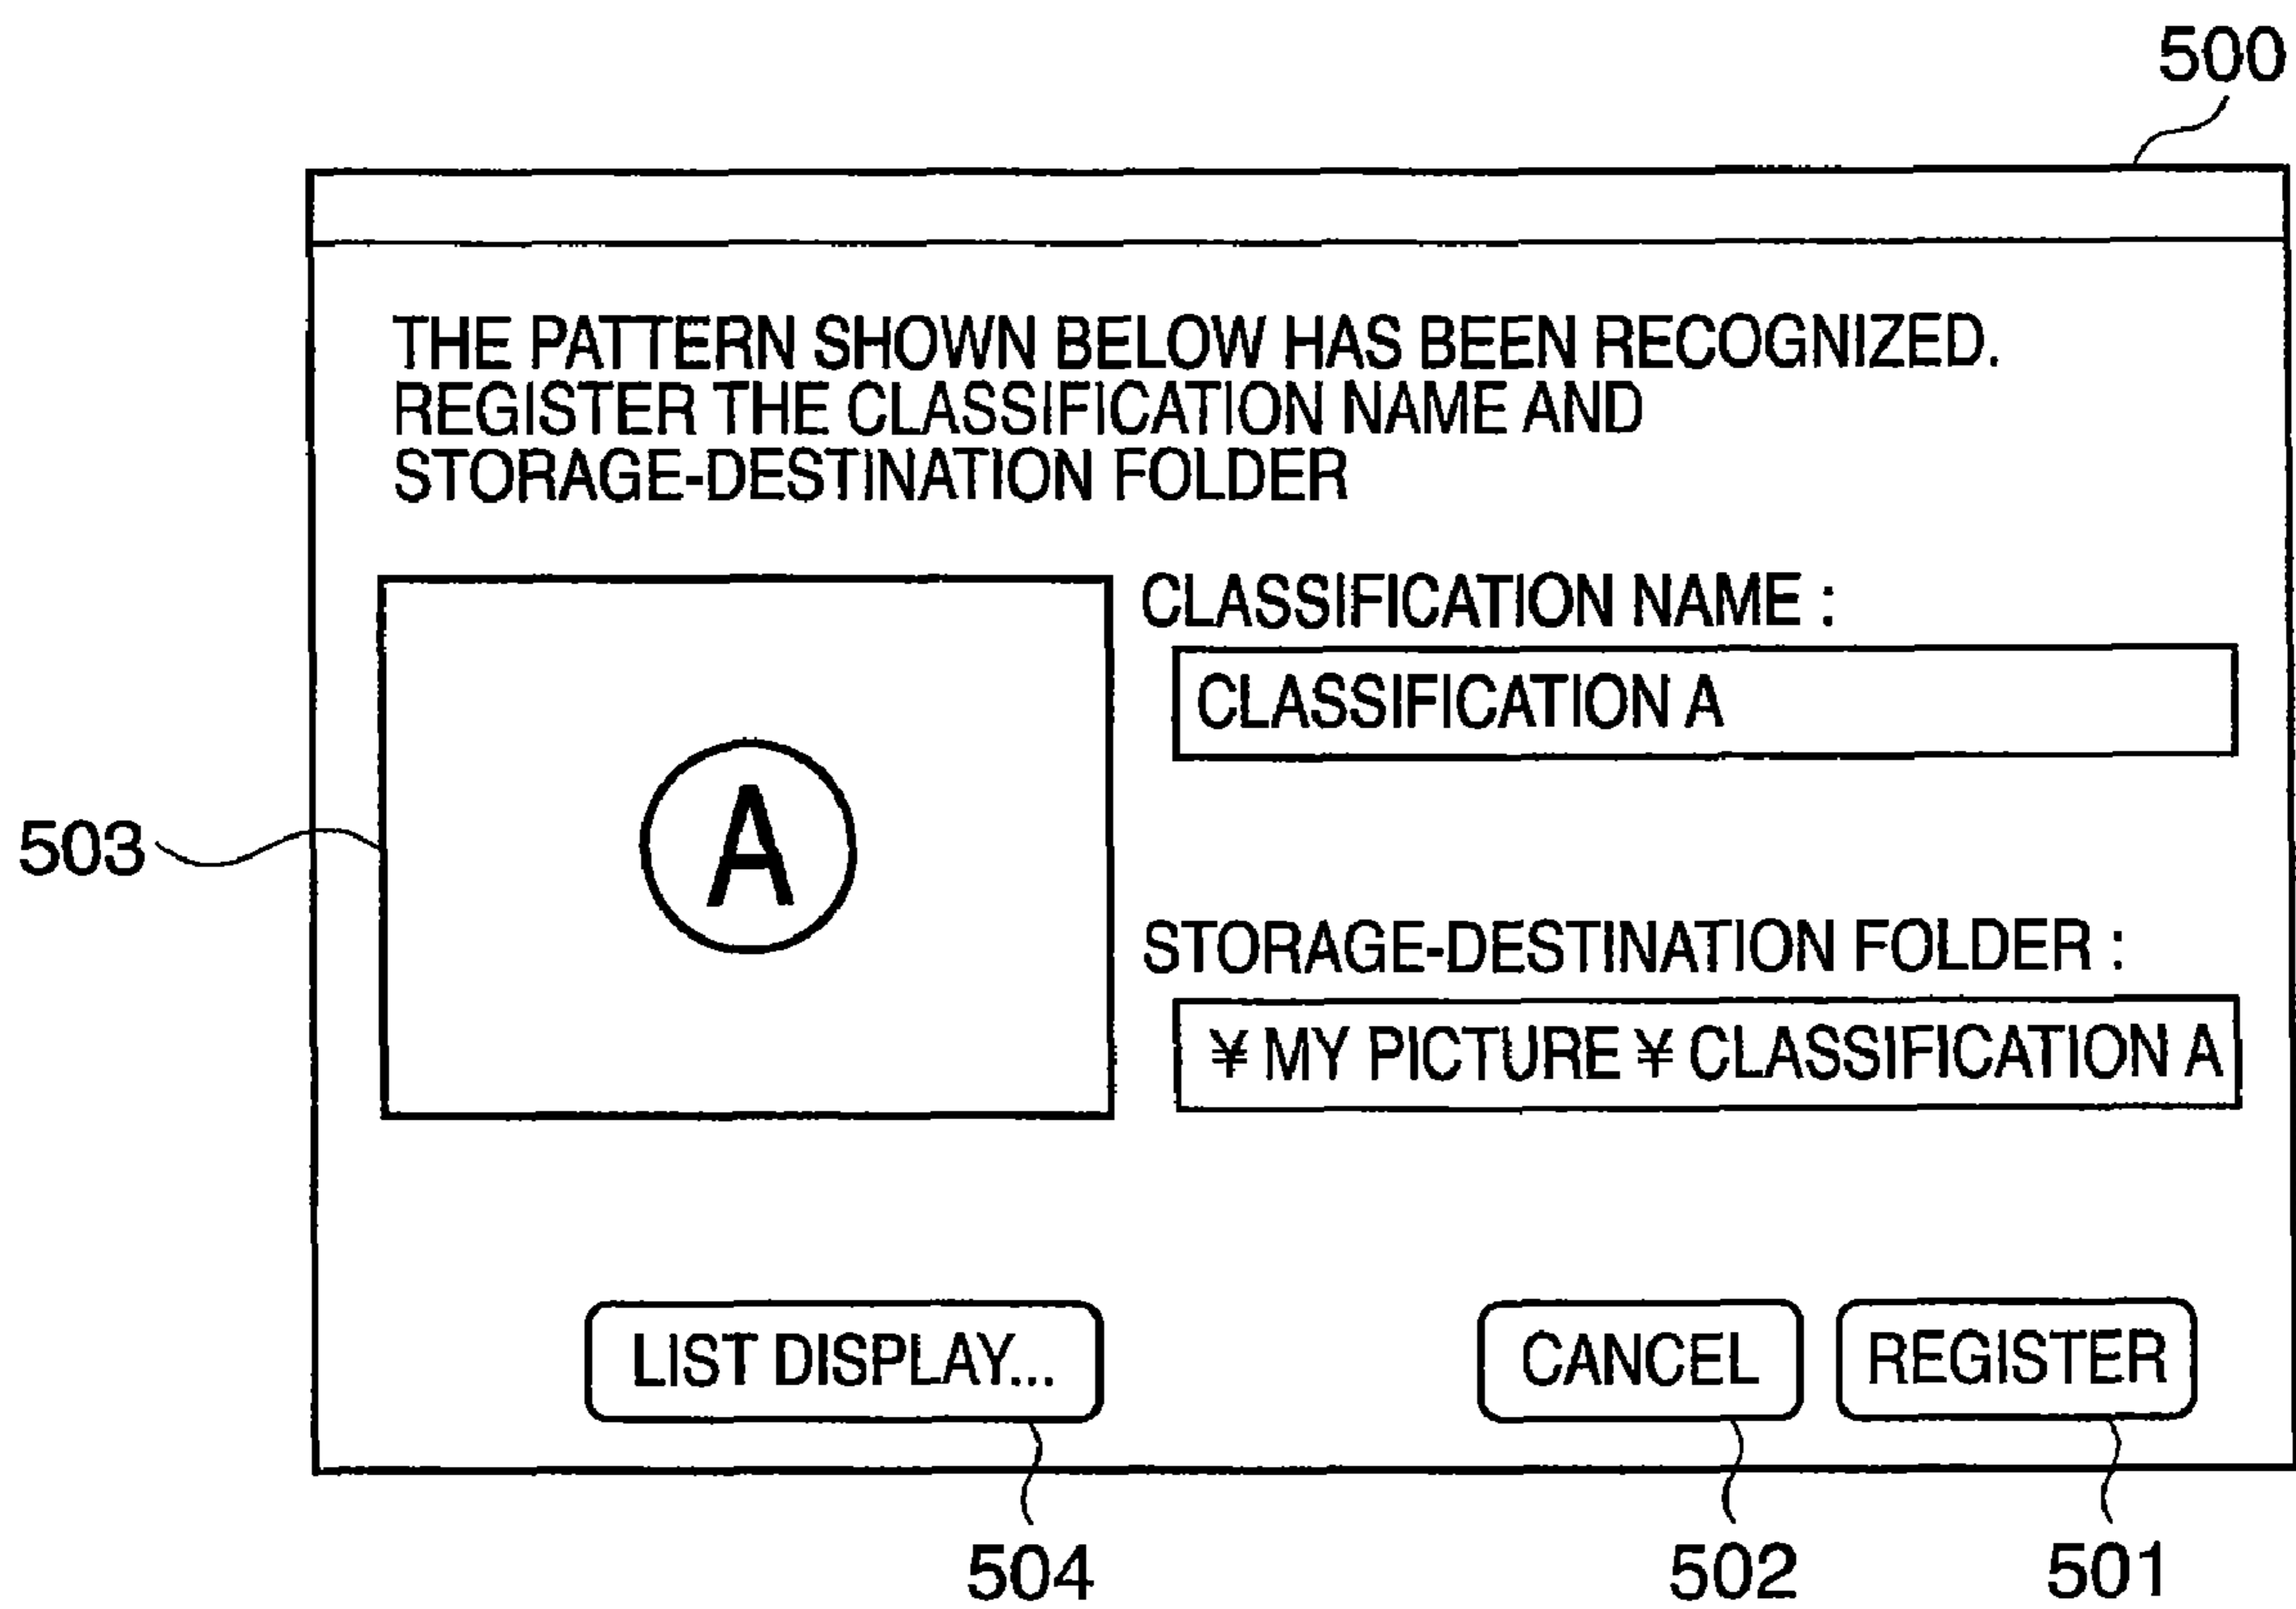 500
THE PATTERN SHOWN BELOW HAS BEEN RECOGNIZED.
REGISTER THE CLASSIFICATION NAME AND
STORAGE-DESTINATION FOLDER
CLASSIFICATION NAME :
CLASSIFICATION A
503
A
STORAGE-DESTINATION FOLDER :
¥ MY PICTURE ¥ CLASSIFICATION A
LIST DISPLAY...
CANCEL
REGISTER
504
502
501